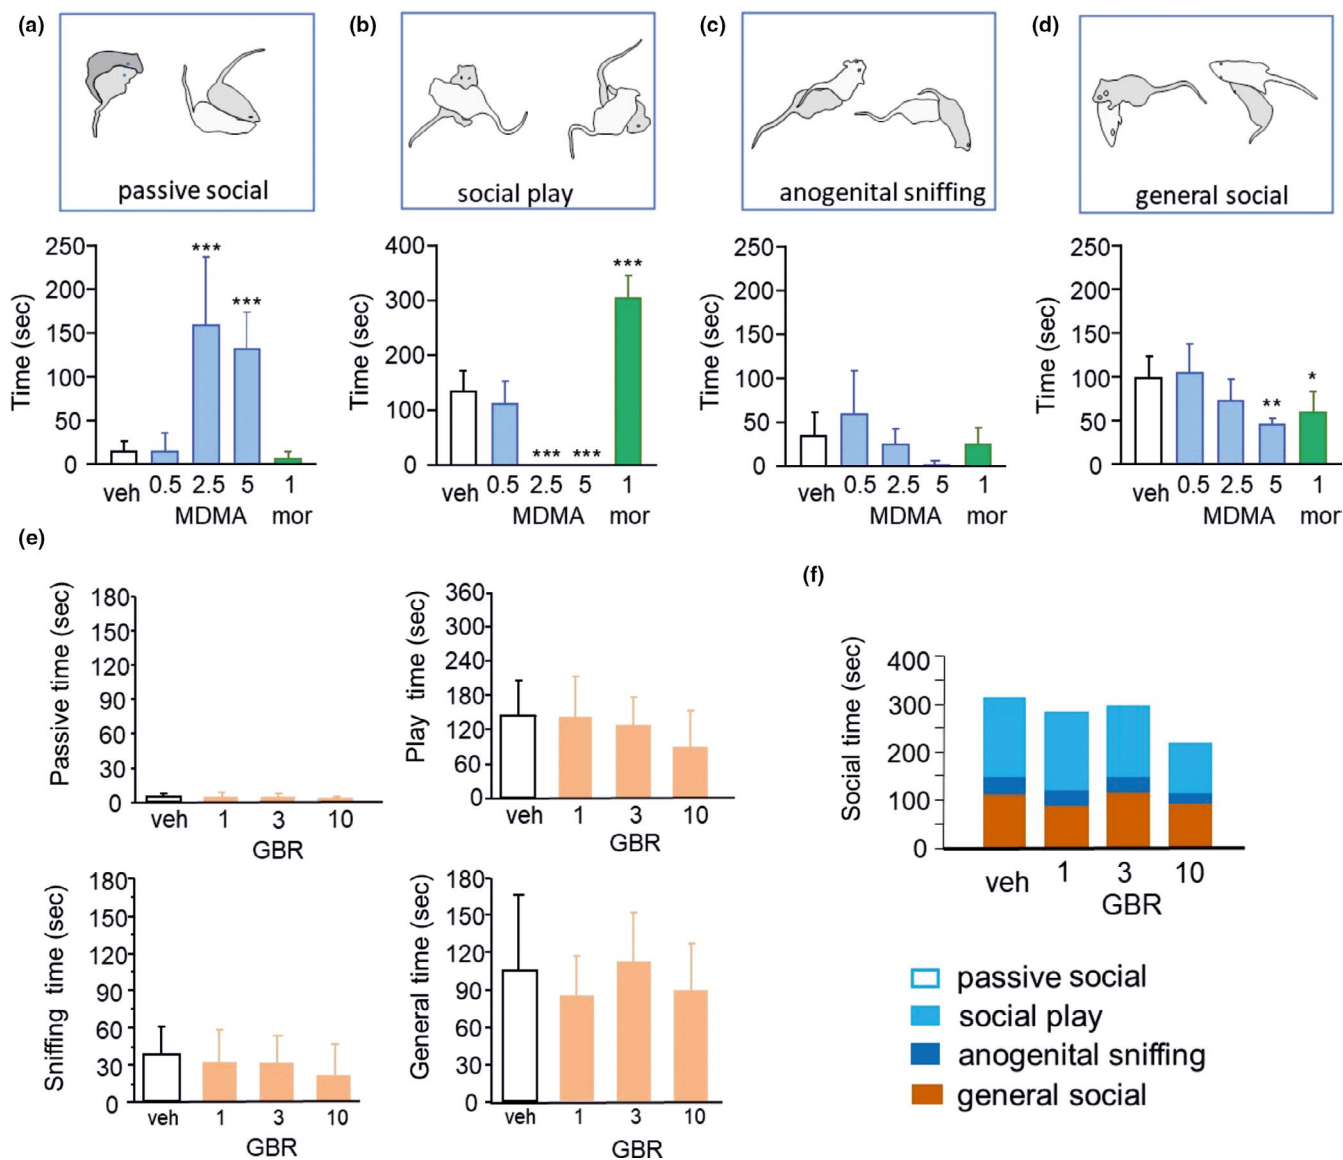 (a)
passive social
250
200
150
100
50
0
Time (sec)
***
***
veh 0.5 2.5 5 1
MDMA mor
(b)
social play
400
300
200
100
0
Time (sec)
***
*** ***
veh 0.5 2.5 5 1
MDMA mor
(c)
anogenital sniffing
250
200
150
100
50
0
Time (sec)
veh 0.5 2.5 5 1
MDMA mor
(d)
general social
250
200
150
100
50
0
Time (sec)
**
*
veh 0.5 2.5 5 1
MDMA mor
(e)
180
150
120
90
60
30
0
Passive time (sec)
veh 1 3 10
GBR
360
300
240
180
120
60
0
Play time (sec)
veh 1 3 10
GBR
180
150
120
90
60
30
0
Sniffing time (sec)
veh 1 3 10
GBR
180
150
120
90
60
30
0
General time (sec)
veh 1 3 10
GBR
(f)
400
300
200
100
0
Social time (sec)
veh 1 3 10
GBR
passive social
social play
anogenital sniffing
general social